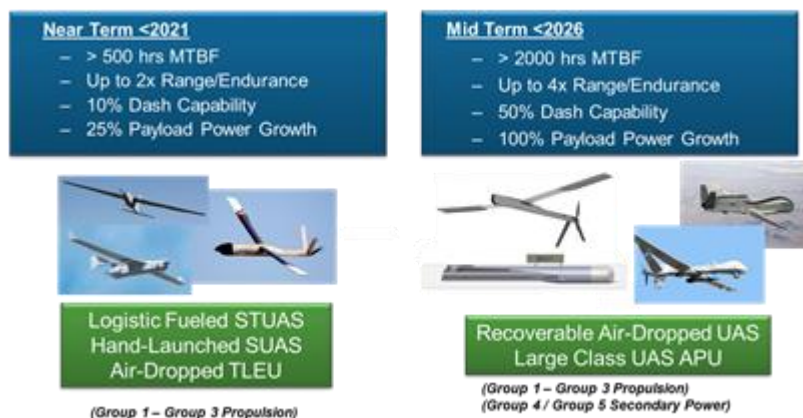 Near Term <2021
– > 500 hrs MTBF
– Up to 2x Range/Endurance
– 10% Dash Capability
– 25% Payload Power Growth
Logistic Fueled STUAS
Hand-Launched SUAS
Air-Dropped TLEU
(Group 1 – Group 3 Propulsion)
Mid Term <2026
– > 2000 hrs MTBF
– Up to 4x Range/Endurance
– 50% Dash Capability
– 100% Payload Power Growth
Recoverable Air-Dropped UAS
Large Class UAS APU
(Group 1 – Group 3 Propulsion)
(Group 4 / Group 5 Secondary Power)